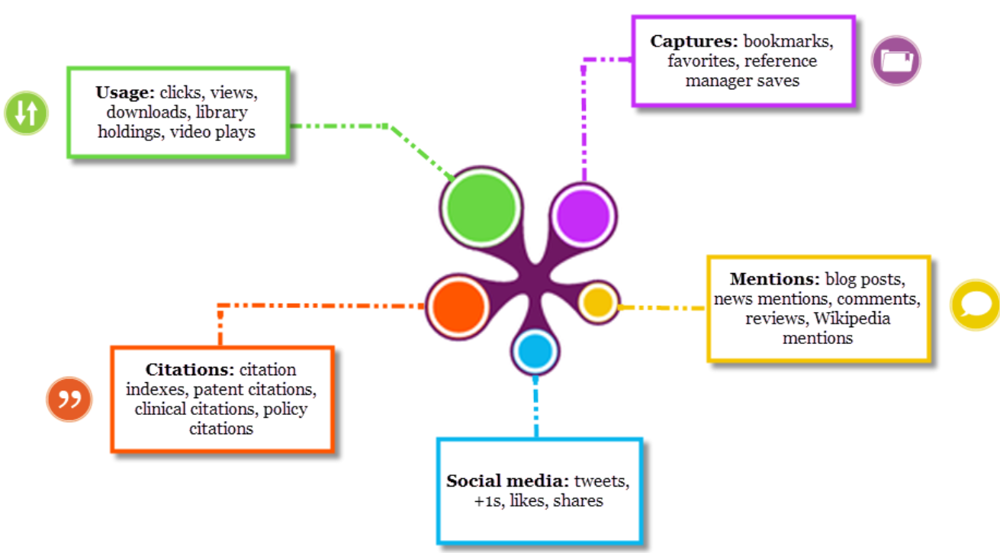 Captures: bookmarks,
favorites, reference
manager saves
Usage: clicks, views,
downloads, library
holdings, video plays
Mentions: blog posts,
news mentions, comments,
reviews, Wikipedia
mentions
Citations: citation
indexes, patent citations,
clinical citations, policy
citations
Social media: tweets,
+1s, likes, shares